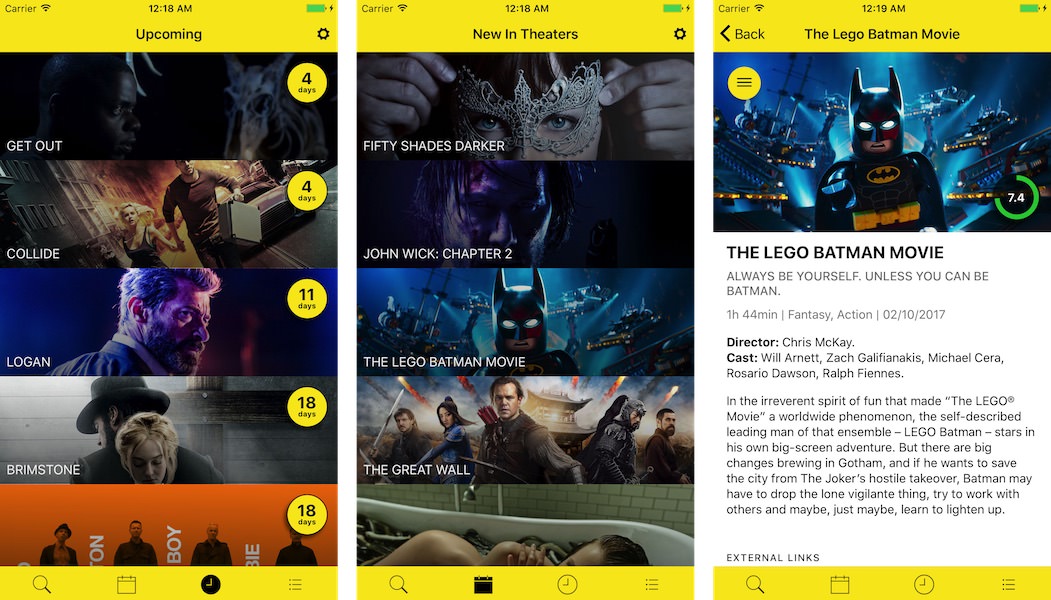 Carrier
12:18 AM
Upcoming
4
days
GET OUT
4
days
COLLIDE
11
days
LOGAN
18
days
BRIMSTONE
18
days
TON
BOY
BIE
Carrier
12:18 AM
New In Theaters
FIFTY SHADES DARKER
JOHN WICK: CHAPTER 2
THE LEGO BATMAN MOVIE
THE GREAT WALL
Carrier
12:19 AM
Back
The Lego Batman Movie
7.4
THE LEGO BATMAN MOVIE
ALWAYS BE YOURSELF. UNLESS YOU CAN BE
BATMAN.
1h 44min | Fantasy, Action | 02/10/2017
Director: Chris McKay.
Cast: Will Arnett, Zach Galifianakis, Michael Cera,
Rosario Dawson, Ralph Fiennes.
In the irreverent spirit of fun that made “The LEGO®
Movie” a worldwide phenomenon, the self-described
leading man of that ensemble – LEGO Batman – stars in
his own big-screen adventure. But there are big
changes brewing in Gotham, and if he wants to save
the city from The Joker’s hostile takeover, Batman may
have to drop the lone vigilante thing, try to work with
others and maybe, just maybe, learn to lighten up.
EXTERNAL LINKS